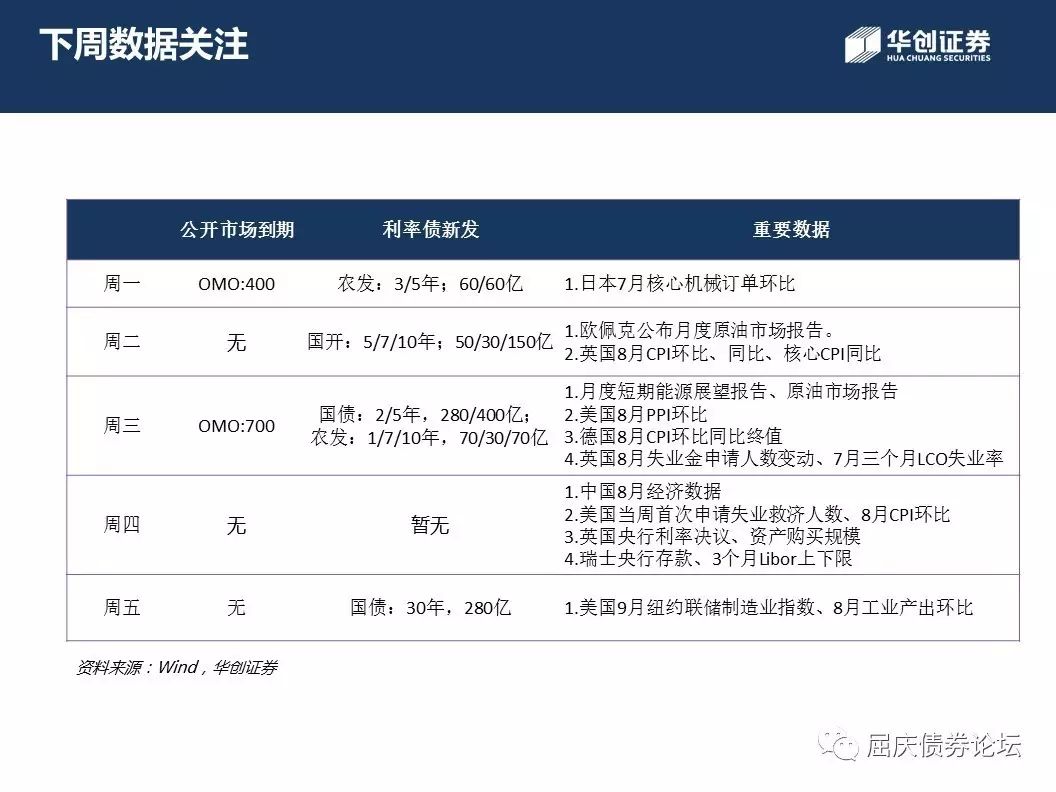 下周数据关注
华创证券
HUA CHUANG SECURITIES
公开市场到期 利率债新发 重要数据
周一 OMO:400 农发：3/5年；60/60亿 1.日本7月核心机械订单环比
周二 无 国开：5/7/10年；50/30/150亿 1.欧佩克公布月度原油市场报告。
2.英国8月CPI环比、同比、核心CPI同比
周三 OMO:700 国债：2/5年，280/400亿；
农发：1/7/10年，70/30/70亿
1.月度短期能源展望报告、原油市场报告
2.美国8月PPI环比
3.德国8月CPI环比同比终值
4.英国8月失业金申请人数变动、7月三个月LCO失业率
周四 无 暂无
1.中国8月经济数据
2.美国当周首次申请失业救济人数、8月CPI环比
3.英国央行利率决议、资产购买规模
4.瑞士央行存款、3个月Libor上下限
周五 无 国债：30年，280亿 1.美国9月纽约联储制造业指数、8月工业产出环比
资料来源：Wind，华创证券
屈庆债券论坛